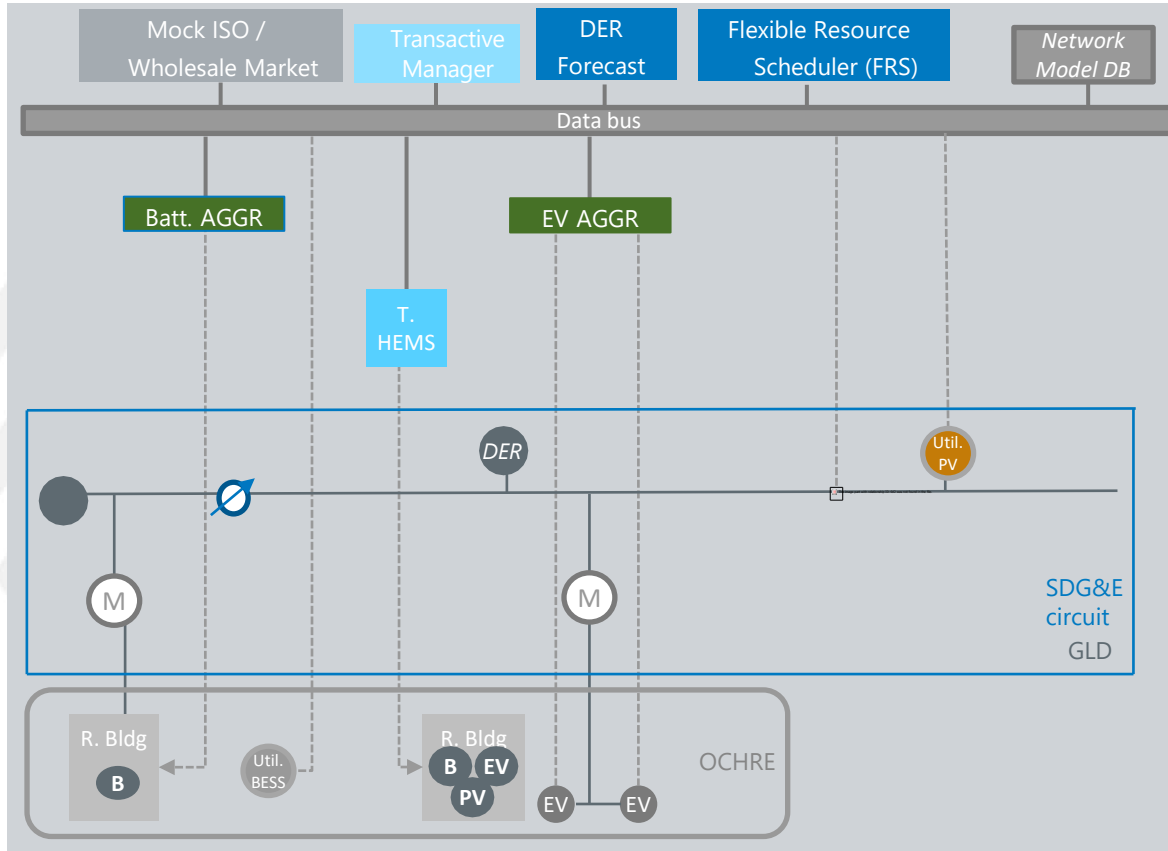 Mock ISO /
Wholesale Market
Transactive
Manager
DER
Forecast
Flexible Resource
Scheduler (FRS)
Network
Model DB
Data bus
Batt. AGGR
EV AGGR
T.
HEMS
DER
Util.
PV
M
M
SDG&E
circuit
GLD
R. Bldg
B
Util.
BESS
R. Bldg
B
EV
PV
EV
EV
OCHRE